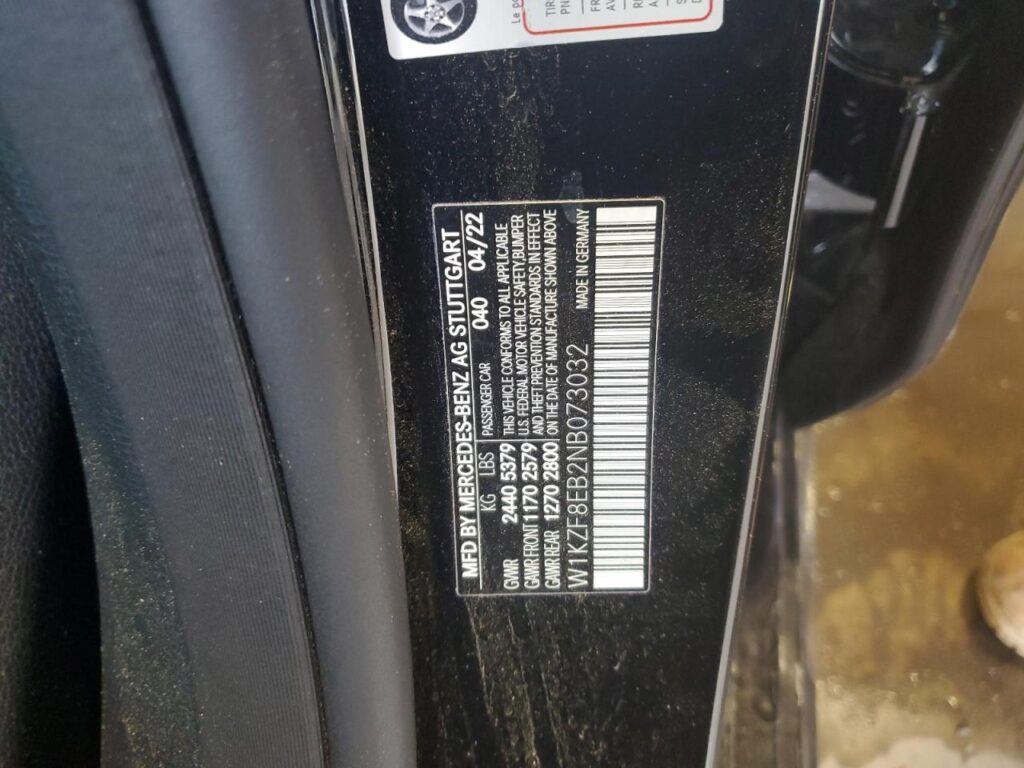 MFD BY MERCEDES-BENZ AG STUTTGART
KG LBS PASSENGER CAR 040 04/22
GWR 2440 5379 THIS VEHICLE CONFORMS TO ALL APPLICABLE
U.S. FEDERAL MOTOR VEHICLE SAFETY,BUMPER
GAWR FRONT 1170 2579 AND THEFT PREVENTION STANDARDS IN EFFECT
GAWR REAR 1270 2800 ON THE DATE OF MANUFACTURE SHOWN ABOVE
W1KZF8EB2NB073032 MADE IN GERMANY